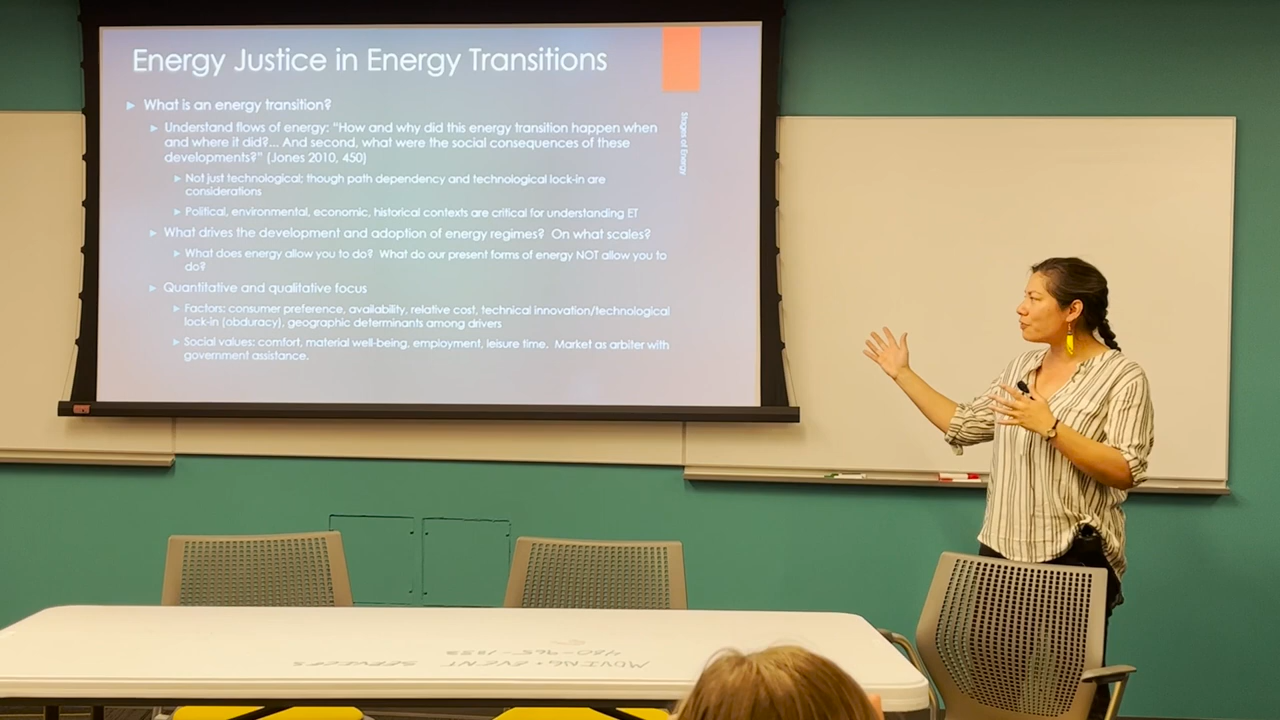 Energy Justice in Energy Transitions
What is an energy transition?
Understand flows of energy: “How and why did this energy transition happen when
and where it did?... And second, what were the social consequences of these
developments?” (Jones 2010, 450)
Not just technological; though path dependency and technological lock-in are
considerations
Political, environmental, economic, historical contexts are critical for understanding ET
What drives the development and adoption of energy regimes? On what scales?
What does energy allow you to do? What do our present forms of energy NOT allow you to
do?
Quantitative and qualitative focus
Factors: consumer preference, availability, relative cost, technical innovation/technological
lock-in (obduracy), geographic determinants among drivers
Social values: comfort, material well-being, employment, leisure time. Market as arbiter with
government assistance.
Stages of Energy
MOVING + EVENT SERVICES